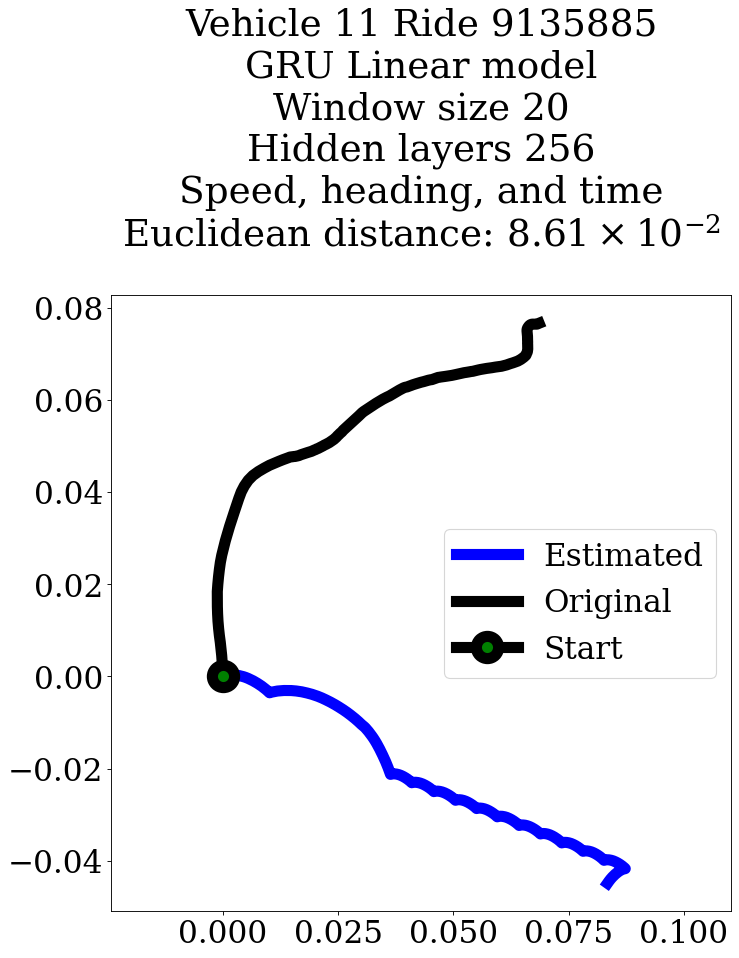 Vehicle 11 Ride 9135885
GRU Linear model
Window size 20
Hidden layers 256
Speed, heading, and time
Euclidean distance: 8.61 × 10⁻²
0.08
0.06
0.04
0.02
0.00
−0.02
−0.04
Estimated
Original
Start
0.000 0.025 0.050 0.075 0.100